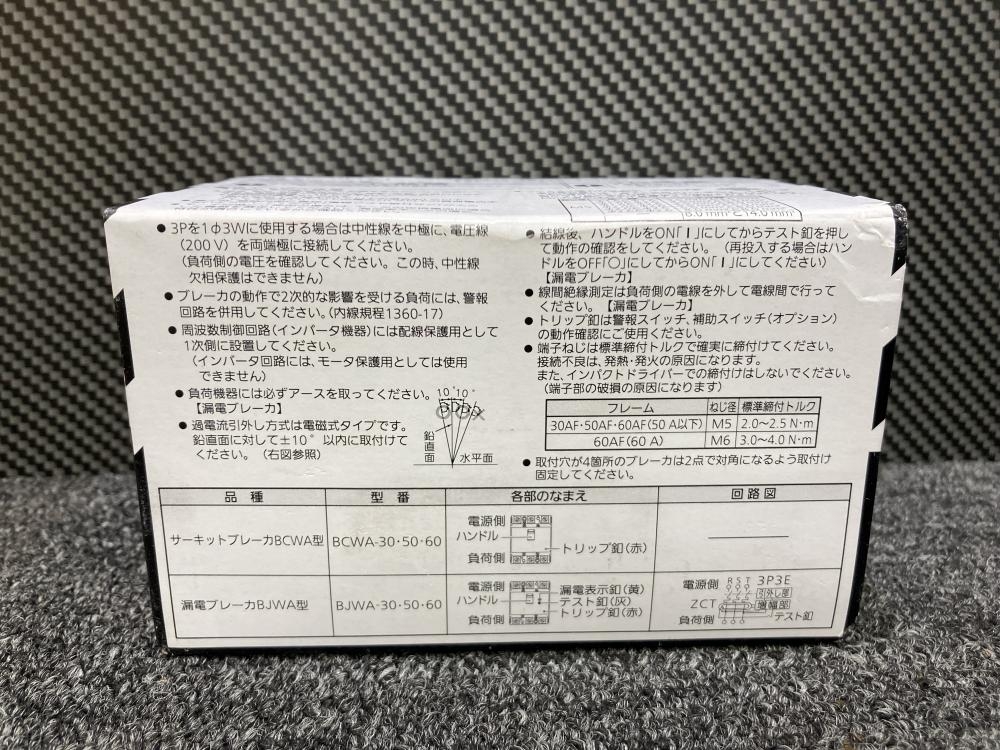 8.0mm²と14.0mm²
● 3Pを1φ3Wに使用する場合は中性線を中極に、電圧線
（200 V）を両端極に接続してください。
（負荷側の電圧を確認してください。この時、中性線
欠相保護はできません）
● ブレーカの動作で2次的な影響を受ける負荷には、警報
回路を併用してください。（内線規程1360-17）
● 周波数制御回路（インバータ機器）には配線保護用として
1次側に設置してください。
（インバータ回路には、モータ保護用としては使用
できません）
● 負荷機器には必ずアースを取ってください。
【漏電ブレーカ】
● 過電流引外し方式は電磁式タイプです。
鉛直面に対して±10°以内に取付けて
ください。（右図参照）
10°10°
鉛直面
水平面
● 結線後、ハンドルをON「I」にしてからテスト釦を押し
て動作の確認をしてください。（再投入する場合はハン
ドルをOFF「○」にしてからON「I」にしてください）
【漏電ブレーカ】
● 線間絶縁測定は負荷側の電線を外して電線間で行って
ください。【漏電ブレーカ】
● トリップ釦は警報スイッチ、補助スイッチ（オプション）
の動作確認にご使用ください。
● 端子ねじは標準締付トルクで確実に締付けてください。
接続不良は、発熱・発火の原因になります。
また、インパクトドライバーでの締付けはしないでください。
（端子部の破損の原因になります）
フレーム ねじ径 標準締付トルク
30AF・50AF・60AF(50 A以下) M5 2.0〜2.5 N・m
60AF(60 A) M6 3.0〜4.0 N・m
● 取付穴が4箇所のブレーカは2点で対角になるよう取付け
固定してください。
品種 型番 各部のなまえ 回路図
サーキットブレーカBCWA型 BCWA-30・50・60
電源側
ハンドル
負荷側
トリップ釦（赤）
漏電ブレーカBJWA型 BJWA-30・50・60
電源側
ハンドル
負荷側
漏電表示釦（黄）
テスト釦（灰）
トリップ釦（赤）
電源側 R S T 3P3E
引外し部
ZCT 増幅部
負荷側 テスト釦